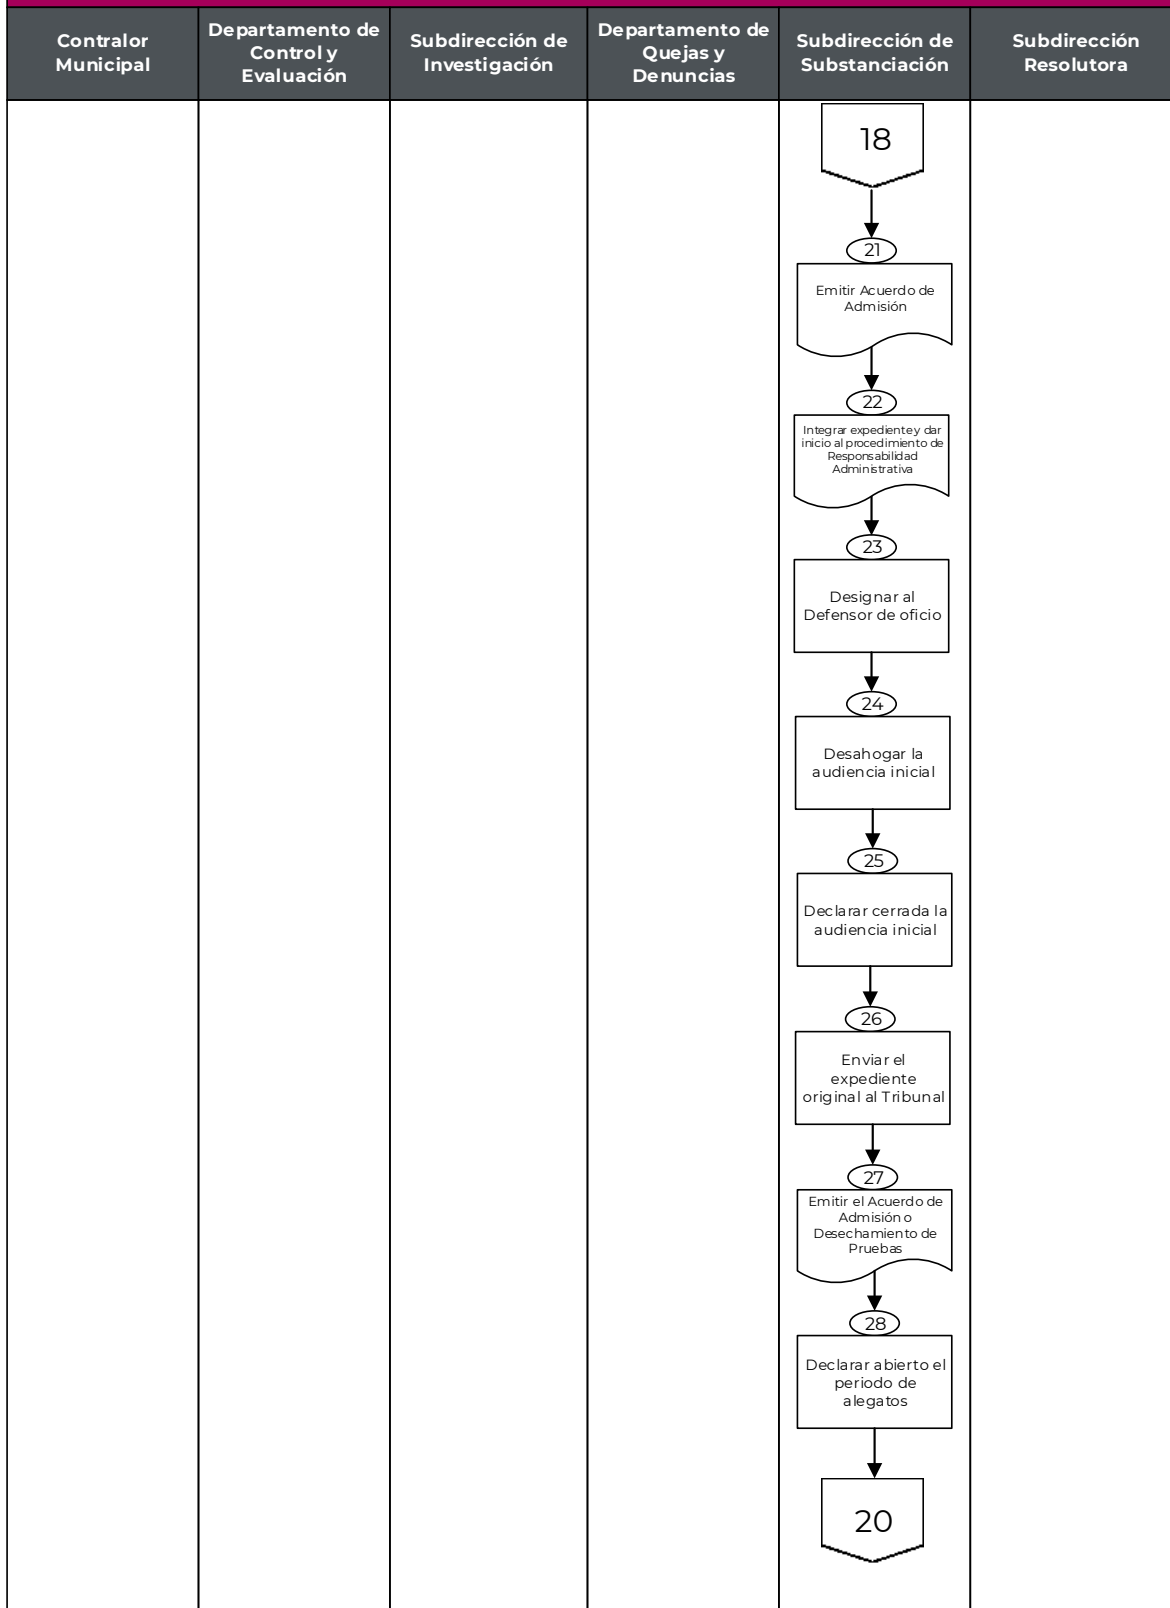 Contralor
Municipal
Departamento de
Control y
Evaluación
Subdirección de
Investigación
Departamento de
Quejas y
Denuncias
Subdirección de
Substanciación
Subdirección
Resolutora
18
21
Emitir Acuerdo de
Admisión
22
Integrar expediente y dar
inicio al procedimiento de
Responsabilidad
Administrativa
23
Designar al
Defensor de oficio
24
Desahogar la
audiencia inicial
25
Declarar cerrada la
audiencia inicial
26
Enviar el
expediente
original al Tribunal
27
Emitir el Acuerdo de
Admisión o
Desechamiento de
Pruebas
28
Declarar abierto el
periodo de
alegatos
20